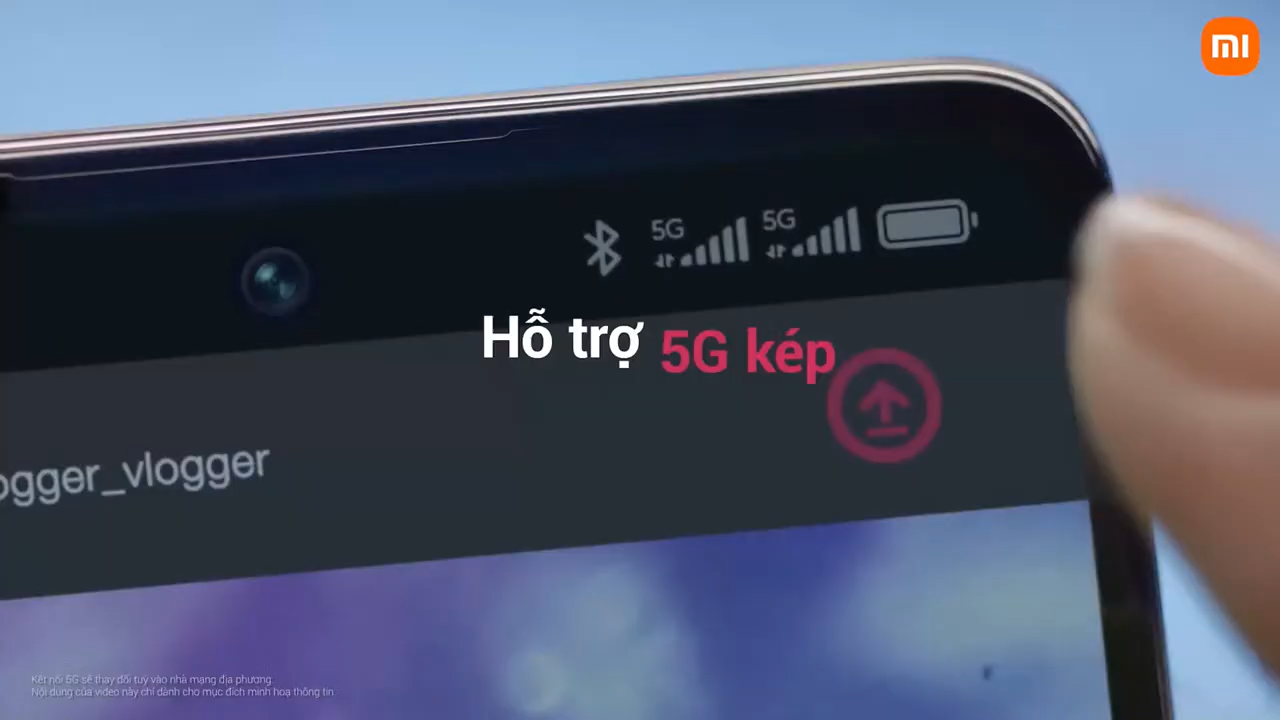 mi
5G 5G
Hỗ trợ 5G kép
ogger_vlogger
Kết nối 5G sẽ thay đổi tuỳ vào nhà mạng địa phương.
Nội dung của video này chỉ dành cho mục đích minh hoạ thông tin